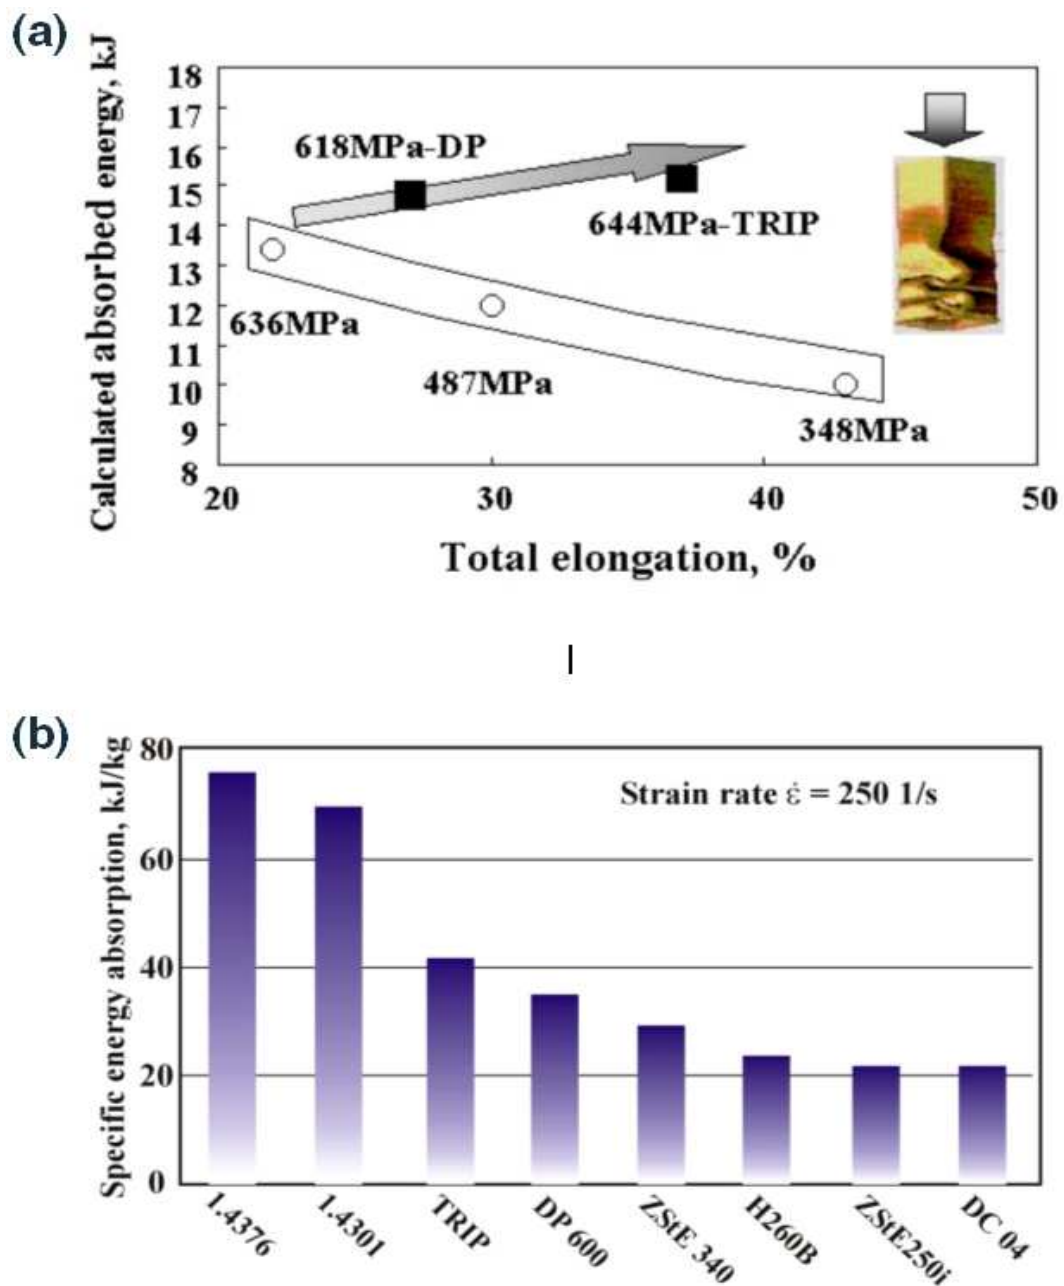 (a)
Calculated absorbed energy, kJ
18
17
16
15
14
13
12
11
10
9
8
618MPa-DP
644MPa-TRIP
636MPa
487MPa
348MPa
20 30 40 50
Total elongation, %
(b)
Specific energy absorption, kJ/kg
80
60
40
20
0
Strain rate ε̇ = 250 1/s
1.4376 1.4301 TRIP DP 600 ZStE 340 H260B ZStE250i DC 04